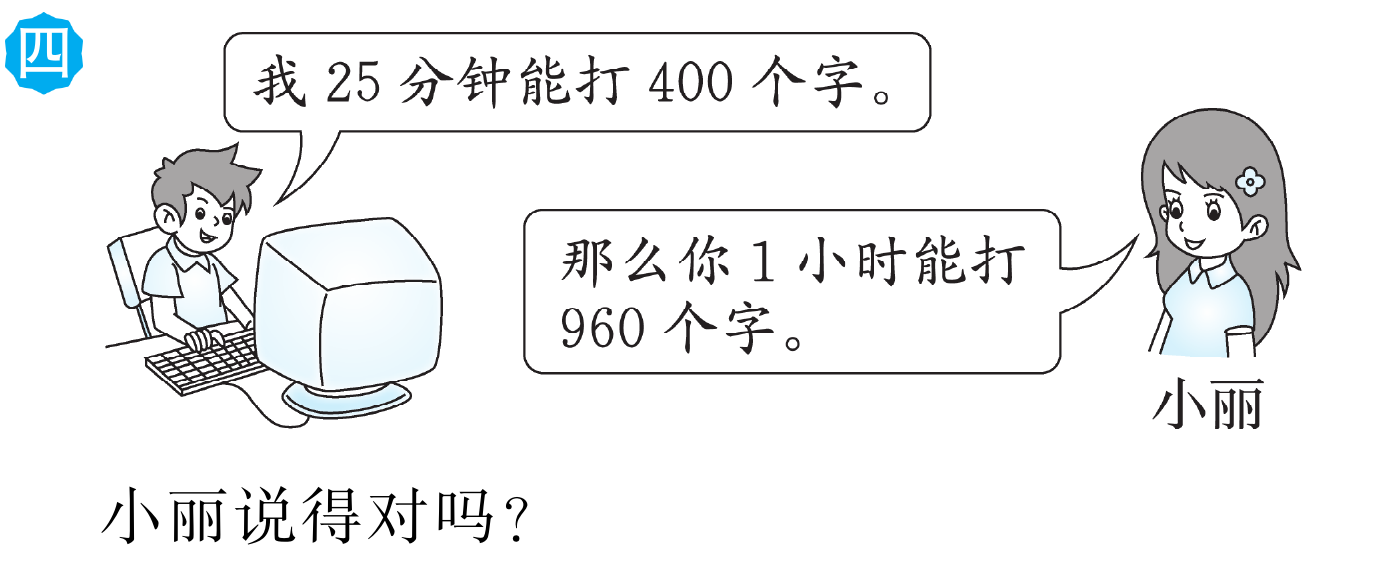 四
我 25 分钟能打 400 个字。
那么你 1 小时能打
960 个字。
小丽
小丽说得对吗?